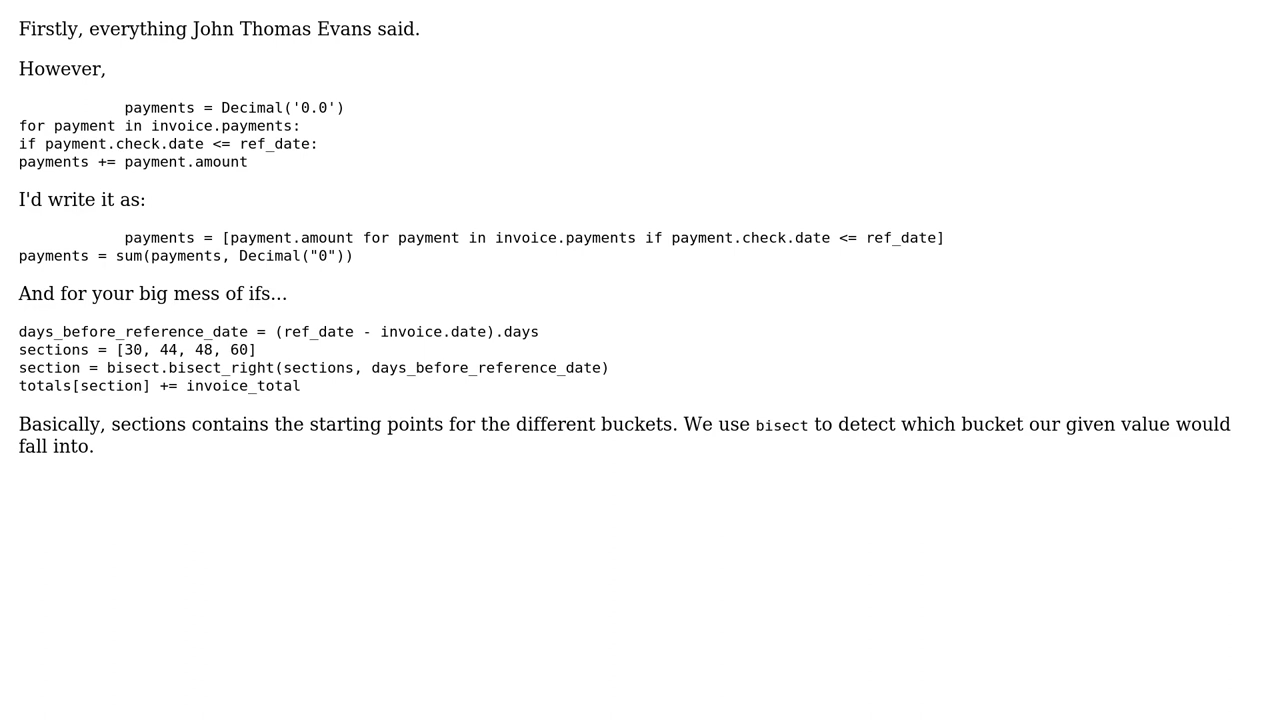 Firstly, everything John Thomas Evans said.
However,
            payments = Decimal('0.0')
for payment in invoice.payments:
if payment.check.date <= ref_date:
payments += payment.amount
I'd write it as:
            payments = [payment.amount for payment in invoice.payments if payment.check.date <= ref_date]
payments = sum(payments, Decimal("0"))
And for your big mess of ifs...
days_before_reference_date = (ref_date - invoice.date).days
sections = [30, 44, 48, 60]
section = bisect.bisect_right(sections, days_before_reference_date)
totals[section] += invoice_total
Basically, sections contains the starting points for the different buckets. We use bisect to detect which bucket our given value would
fall into.